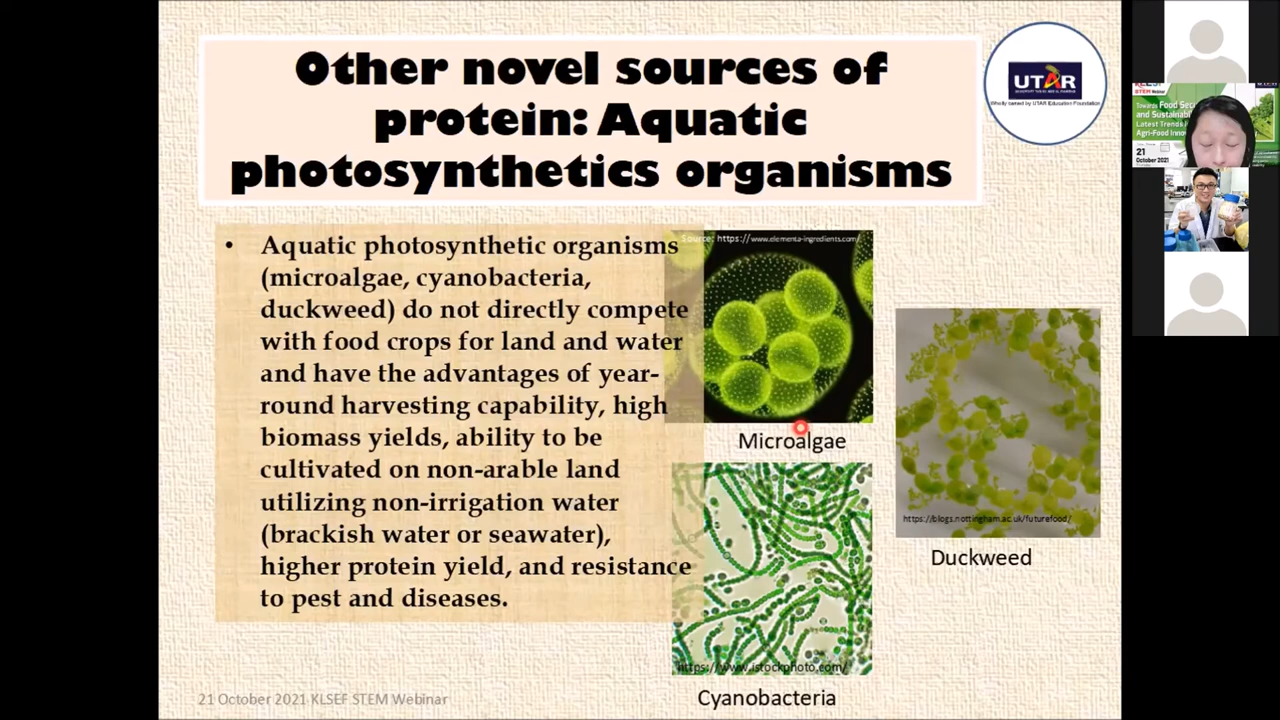 Other novel sources of
protein: Aquatic
photosynthetics organisms
UTAR
Wholly owned by UTAR Education Foundation
• Aquatic photosynthetic organisms
(microalgae, cyanobacteria,
duckweed) do not directly compete
with food crops for land and water
and have the advantages of year-
round harvesting capability, high
biomass yields, ability to be
cultivated on non-arable land
utilizing non-irrigation water
(brackish water or seawater),
higher protein yield, and resistance
to pest and diseases.
Source: https://www.elementa-ingredients.com/
Microalgae
https://www.istockphoto.com/
Cyanobacteria
https://blogs.nottingham.ac.uk/futurefood/
Duckweed
21 October 2021 KLSEF STEM Webinar
STEM Webinar
Towards Food
and Sustainab
Latest Trends
Agri-Food Inno
21
October 2021